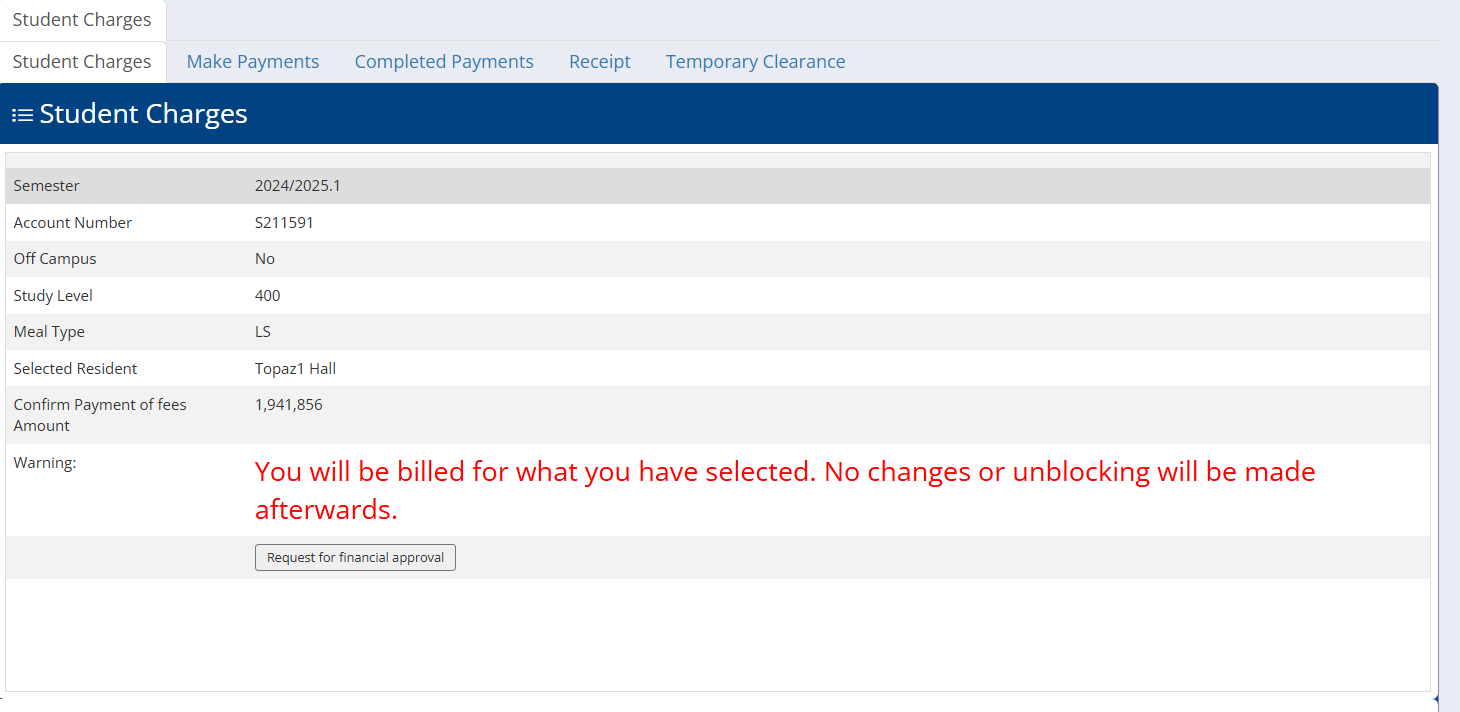 Student Charges
Student Charges Make Payments Completed Payments Receipt Temporary Clearance
Student Charges
Semester 2024/2025.1
Account Number S211591
Off Campus No
Study Level 400
Meal Type LS
Selected Resident Topaz1 Hall
Confirm Payment of fees 1,941,856
Amount
Warning: You will be billed for what you have selected. No changes or unblocking will be made
afterwards.
Request for financial approval